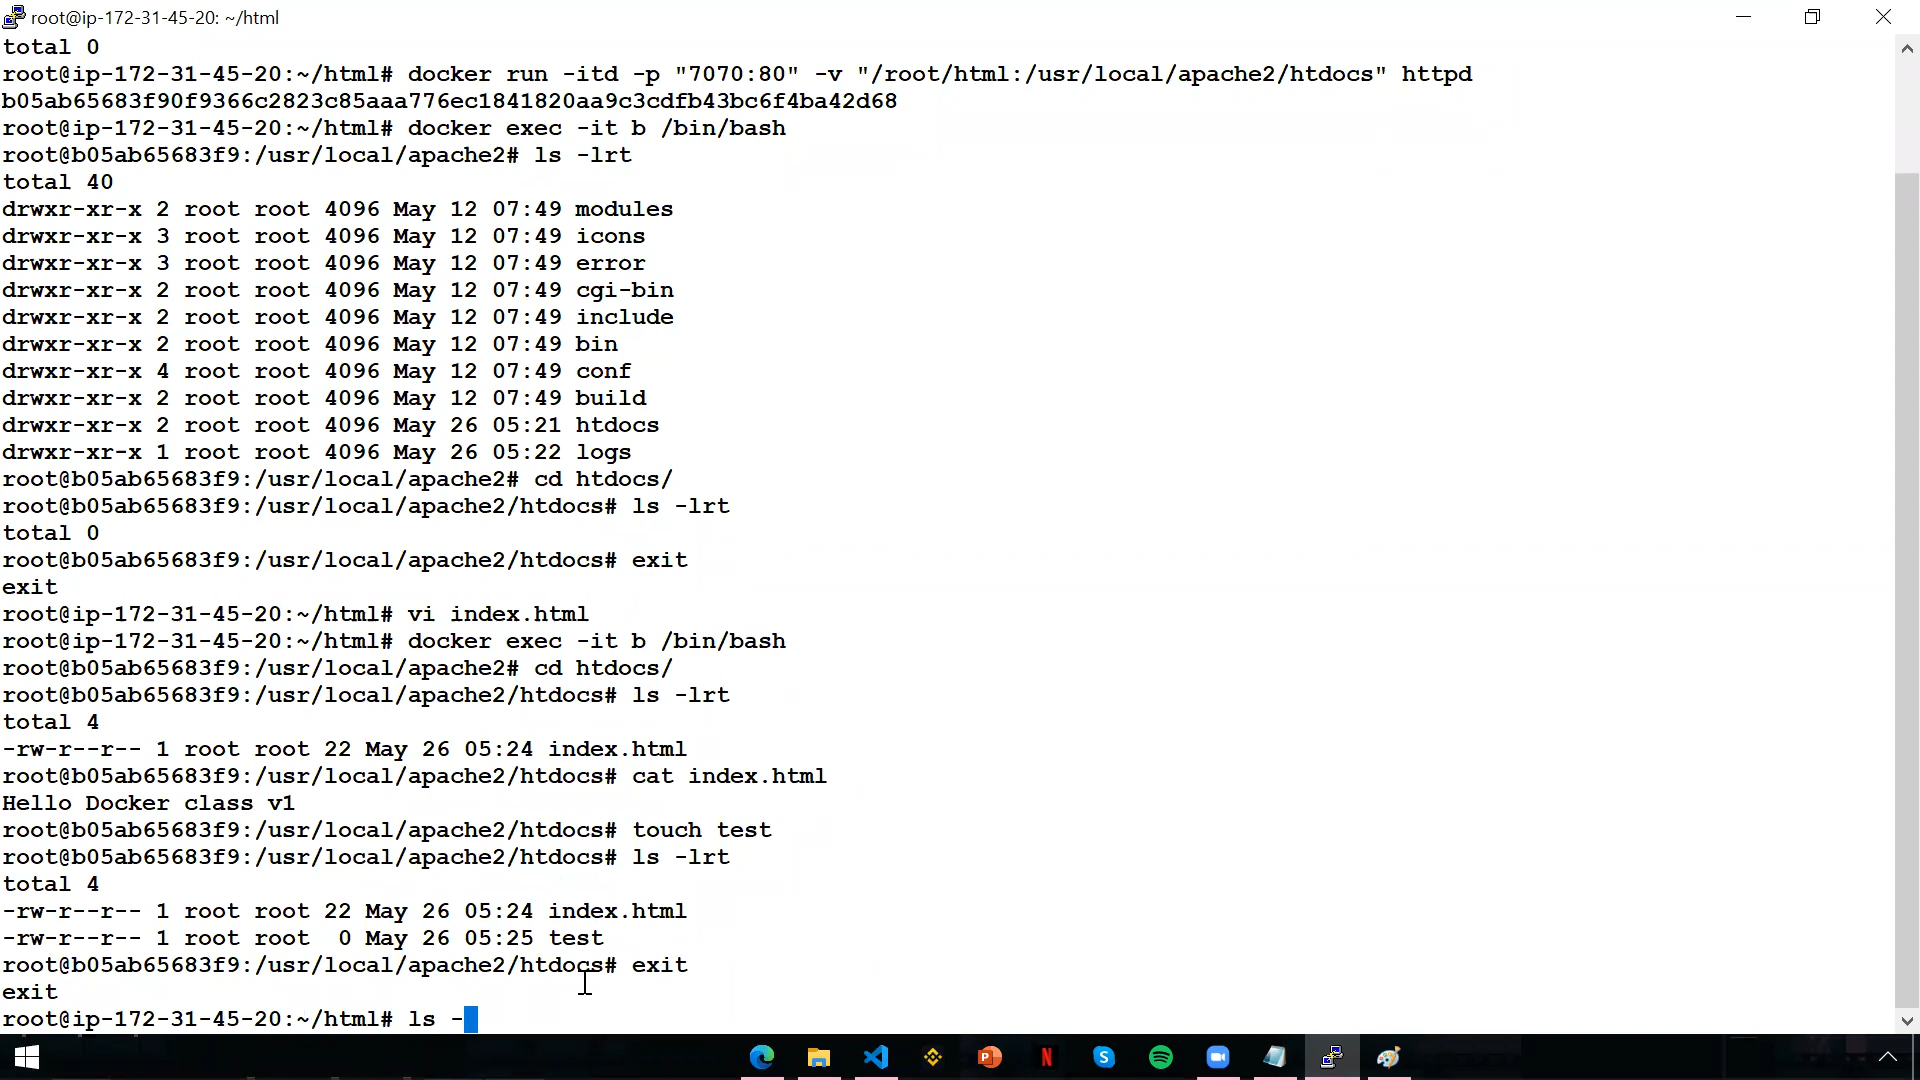 root@ip-172-31-45-20: ~/html
total 0
root@ip-172-31-45-20:~/html# docker run -itd -p "7070:80" -v "/root/html:/usr/local/apache2/htdocs" httpd
b05ab65683f90f9366c2823c85aaa776ec1841820aa9c3cdfb43bc6f4ba42d68
root@ip-172-31-45-20:~/html# docker exec -it b /bin/bash
root@b05ab65683f9:/usr/local/apache2# ls -lrt
total 40
drwxr-xr-x 2 root root 4096 May 12 07:49 modules
drwxr-xr-x 3 root root 4096 May 12 07:49 icons
drwxr-xr-x 3 root root 4096 May 12 07:49 error
drwxr-xr-x 2 root root 4096 May 12 07:49 cgi-bin
drwxr-xr-x 2 root root 4096 May 12 07:49 include
drwxr-xr-x 2 root root 4096 May 12 07:49 bin
drwxr-xr-x 4 root root 4096 May 12 07:49 conf
drwxr-xr-x 2 root root 4096 May 12 07:49 build
drwxr-xr-x 2 root root 4096 May 26 05:21 htdocs
drwxr-xr-x 1 root root 4096 May 26 05:22 logs
root@b05ab65683f9:/usr/local/apache2# cd htdocs/
root@b05ab65683f9:/usr/local/apache2/htdocs# ls -lrt
total 0
root@b05ab65683f9:/usr/local/apache2/htdocs# exit
exit
root@ip-172-31-45-20:~/html# vi index.html
root@ip-172-31-45-20:~/html# docker exec -it b /bin/bash
root@b05ab65683f9:/usr/local/apache2# cd htdocs/
root@b05ab65683f9:/usr/local/apache2/htdocs# ls -lrt
total 4
-rw-r--r-- 1 root root 22 May 26 05:24 index.html
root@b05ab65683f9:/usr/local/apache2/htdocs# cat index.html
Hello Docker class v1
root@b05ab65683f9:/usr/local/apache2/htdocs# touch test
root@b05ab65683f9:/usr/local/apache2/htdocs# ls -lrt
total 4
-rw-r--r-- 1 root root 22 May 26 05:24 index.html
-rw-r--r-- 1 root root  0 May 26 05:25 test
root@b05ab65683f9:/usr/local/apache2/htdocs# exit
exit
root@ip-172-31-45-20:~/html# ls -